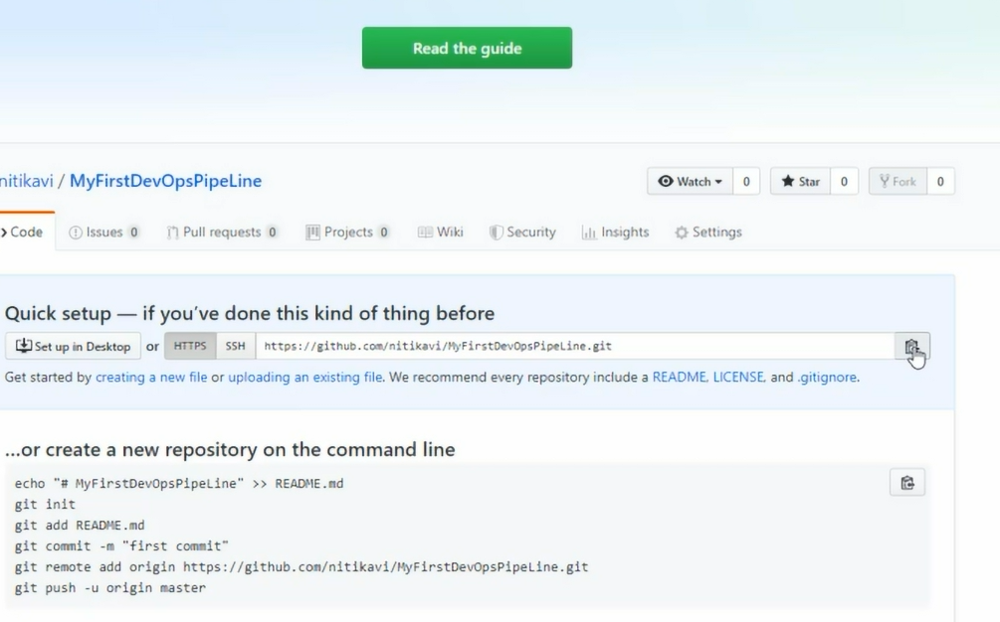 Read the guide
nitikavi / MyFirstDevOpsPipeLine
Watch 0 Star 0 Fork 0
Code Issues 0 Pull requests 0 Projects 0 Wiki Security Insights Settings
Quick setup — if you've done this kind of thing before
Set up in Desktop or HTTPS SSH https://github.com/nitikavi/MyFirstDevOpsPipeLine.git
Get started by creating a new file or uploading an existing file. We recommend every repository include a README, LICENSE, and .gitignore.
...or create a new repository on the command line
echo "# MyFirstDevOpsPipeLine" >> README.md
git init
git add README.md
git commit -m "first commit"
git remote add origin https://github.com/nitikavi/MyFirstDevOpsPipeLine.git
git push -u origin master